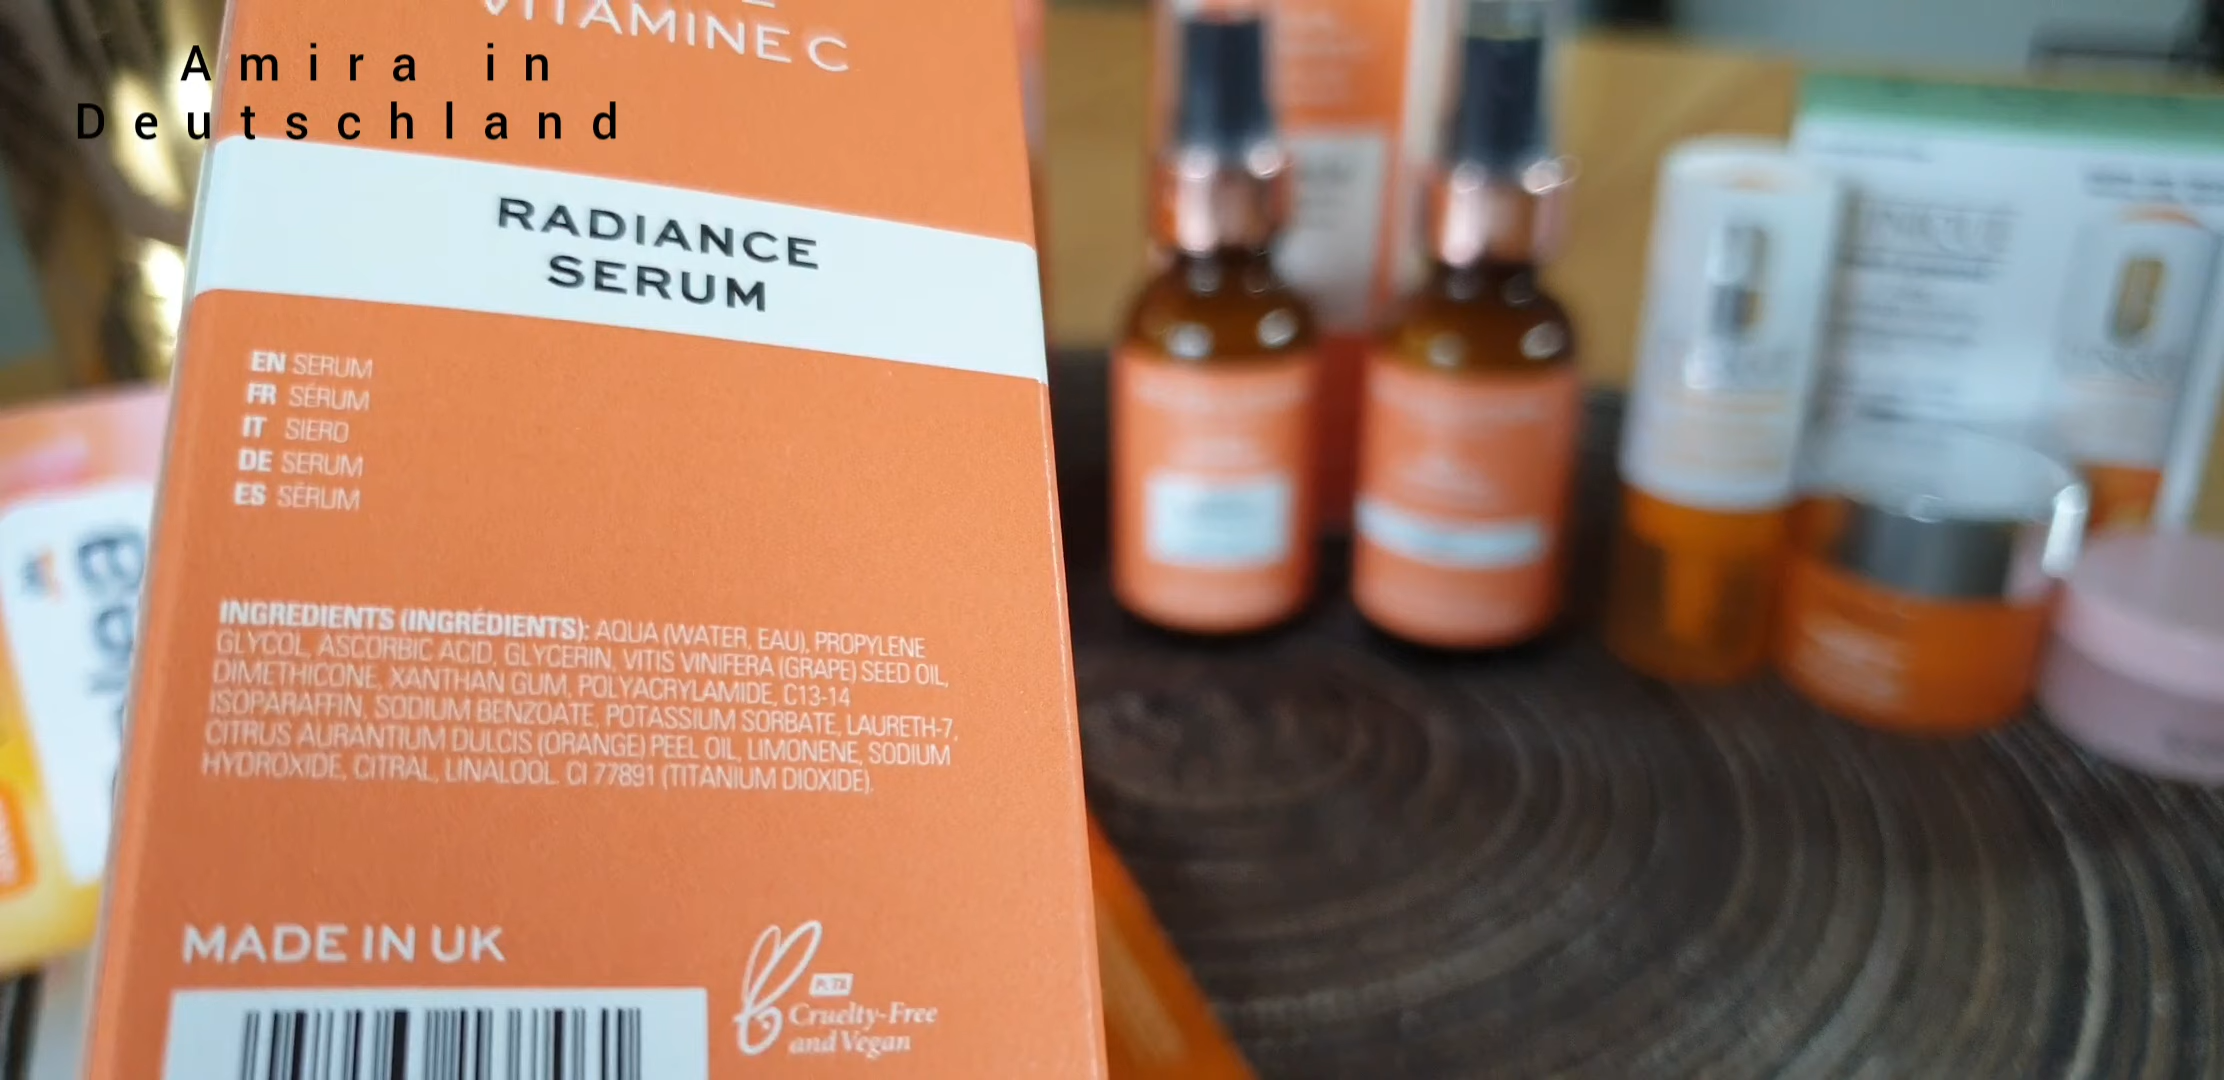 Amira in
Deutschland
VITAMINE C
RADIANCE
SERUM
EN SERUM
FR SÉRUM
IT SIERO
DE SERUM
ES SÉRUM
INGREDIENTS (INGRÉDIENTS): AQUA (WATER, EAU), PROPYLENE
GLYCOL, ASCORBIC ACID, GLYCERIN, VITIS VINIFERA (GRAPE) SEED OIL,
DIMETHICONE, XANTHAN GUM, POLYACRYLAMIDE, C13-14
ISOPARAFFIN, SODIUM BENZOATE, POTASSIUM SORBATE, LAURETH-7,
CITRUS AURANTIUM DULCIS (ORANGE) PEEL OIL, LIMONENE, SODIUM
HYDROXIDE, CITRAL, LINALOOL. CI 77891 (TITANIUM DIOXIDE).
MADE IN UK
PETA
Cruelty-Free
and Vegan